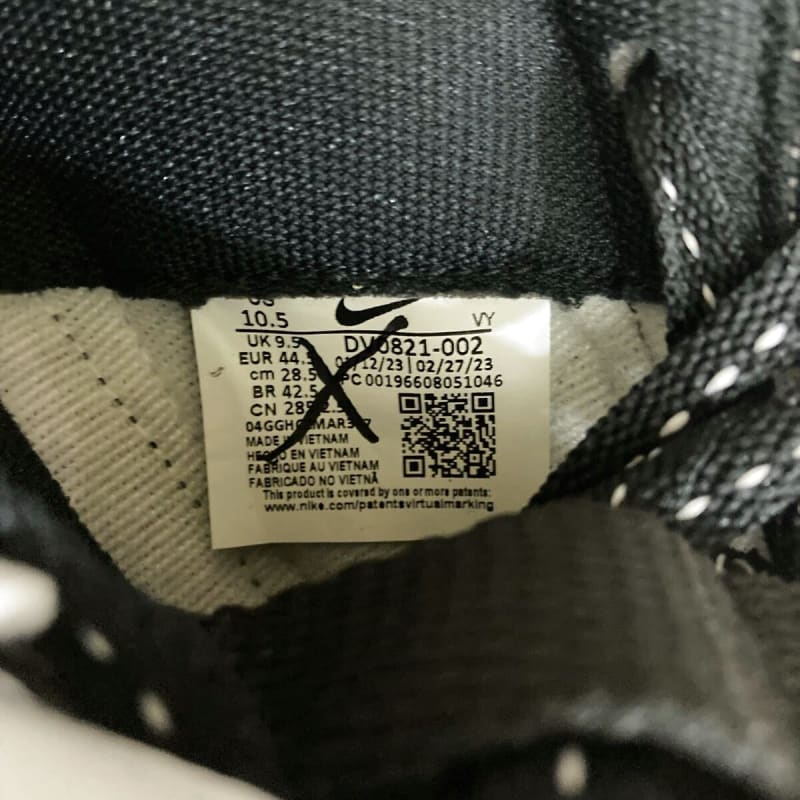 US
10.5
VY
UK 9.5
DV0821-002
EUR 44.5
01/12/23 | 02/27/23
cm 28.5
PC 00196608051046
BR 42.5
CN
MADE IN VIETNAM
HECHO EN VIETNAM
FABRIQUE AU VIETNAM
FABRICADO NO VIETNÃ
This product is covered by one or more patents:
www.nike.com/patentsvirtualmarking